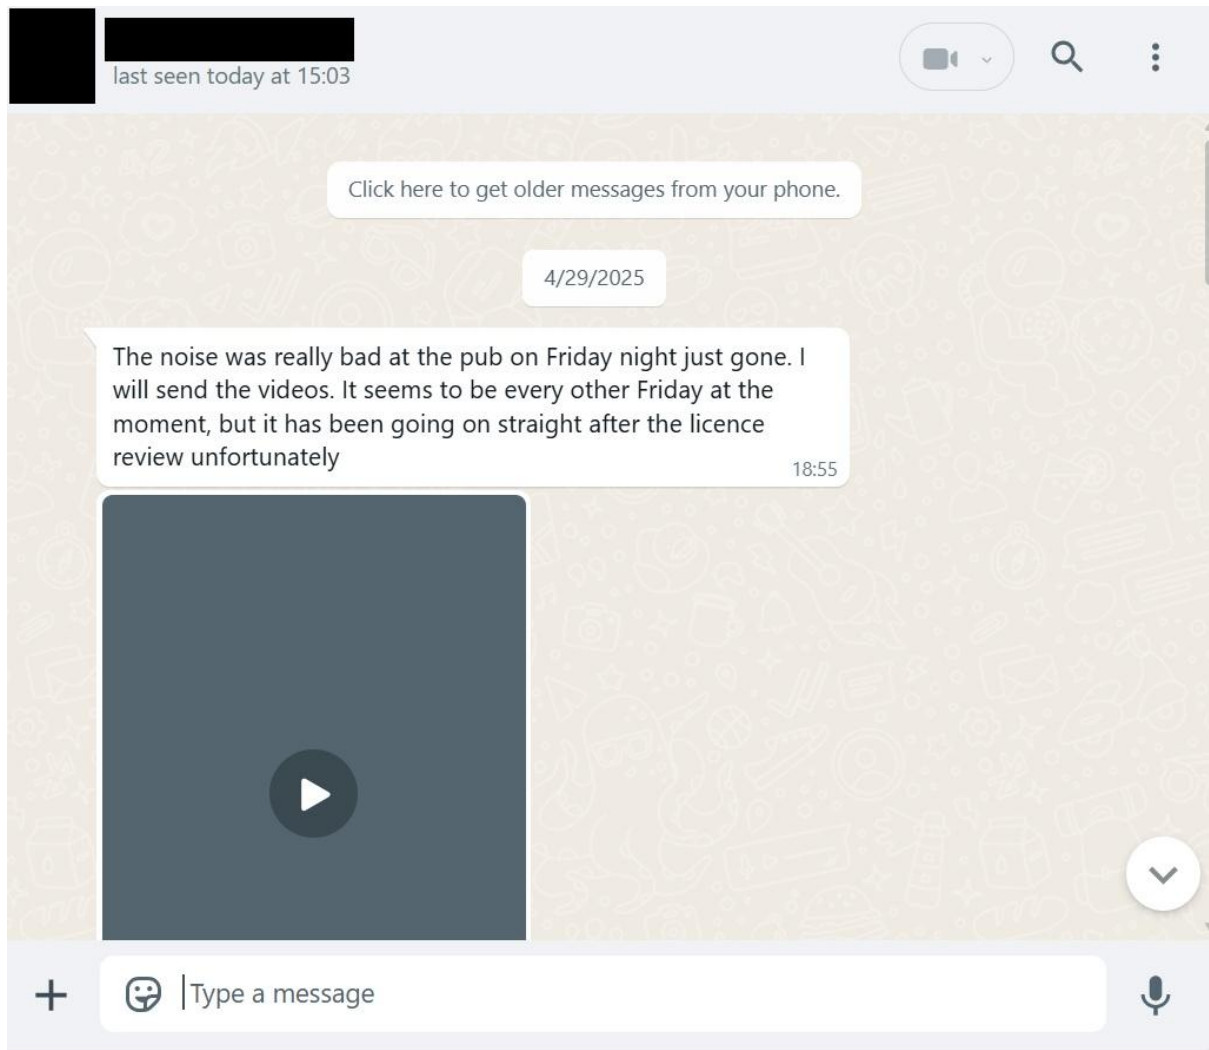 last seen today at 15:03
Click here to get older messages from your phone.
4/29/2025
The noise was really bad at the pub on Friday night just gone. I
will send the videos. It seems to be every other Friday at the
moment, but it has been going on straight after the licence
review unfortunately
18:55
Type a message